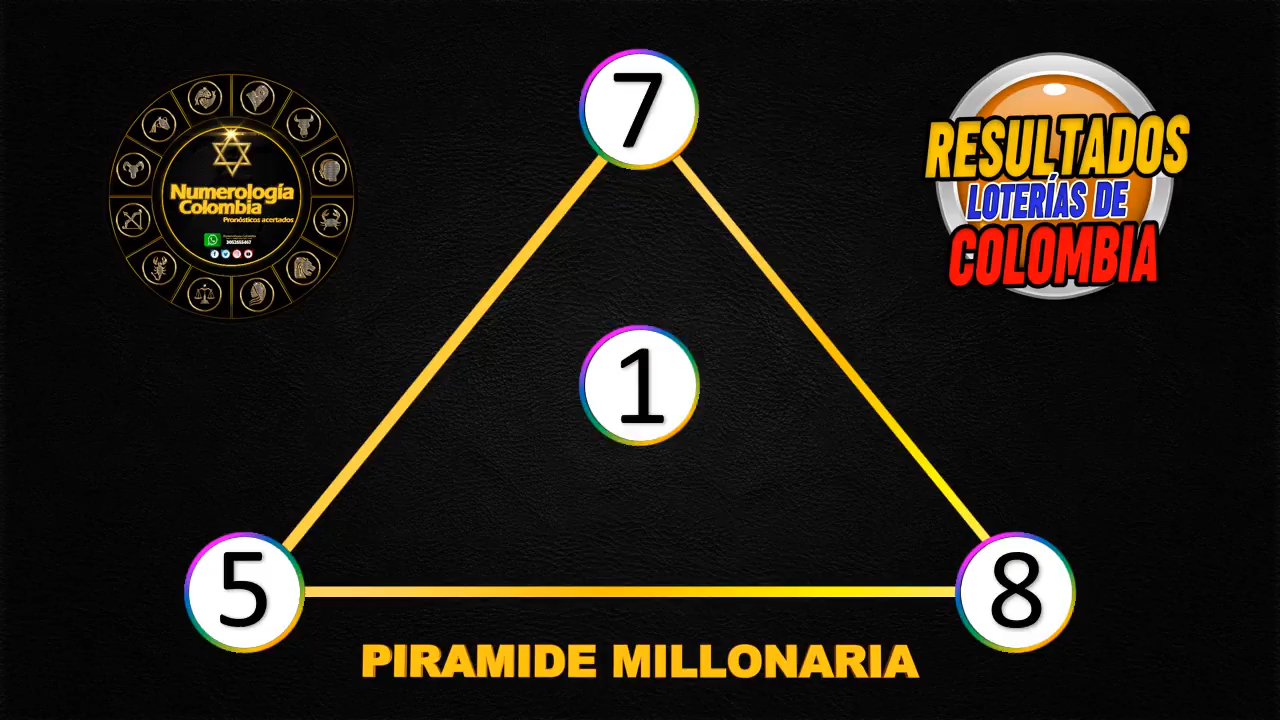 7
Numerología
Colombia
Pronósticos acertados
RESULTADOS
LOTERÍAS DE
COLOMBIA
1
5
8
PIRAMIDE MILLONARIA